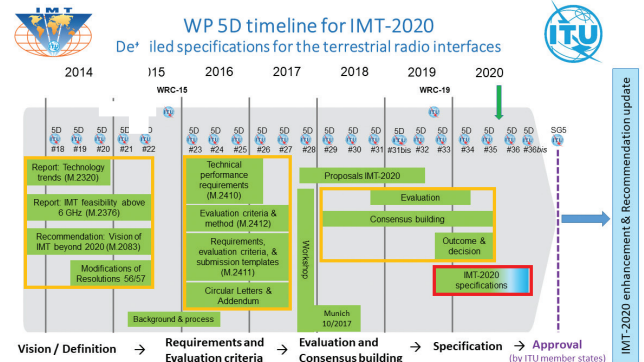 IMT
WP 5D timeline for IMT-2020
De iled specifications for the terrestrial radio interfaces
ITU
2014 15 2016 2017 2018 2019 2020
WRC-15 WRC-19
5D 5D 5D 5D 5D 5D 5D 5D 5D 5D 5D 5D 5D 5D 5D 5D 5D 5D 5D SG5
#18 #19 #20 #21 #22 #23 #24 #25 #26 #27 #28 #29 #30 #31 #31bis #32 #33 #34 #35 #36 #36bis
Report: Technology
trends (M.2320)
Report: IMT feasibility above
6 GHz (M.2376)
Recommendation: Vision of
IMT beyond 2020 (M.2083)
Modifications of
Resolutions 56/57
Background & process
Technical
performance
requirements
(M.2410)
Evaluation criteria &
method (M.2412)
Requirements,
evaluation criteria, &
submission templates
(M.2411)
Circular Letters &
Addendum
Proposals IMT-2020
Workshop
Evaluation
Consensus building
Outcome &
decision
IMT-2020
specifications
Munich
10/2017
Vision / Definition → Requirements and
Evaluation criteria → Evaluation and
Consensus building → Specification → Approval
(by ITU member states)
IMT-2020 enhancement & Recommendation update